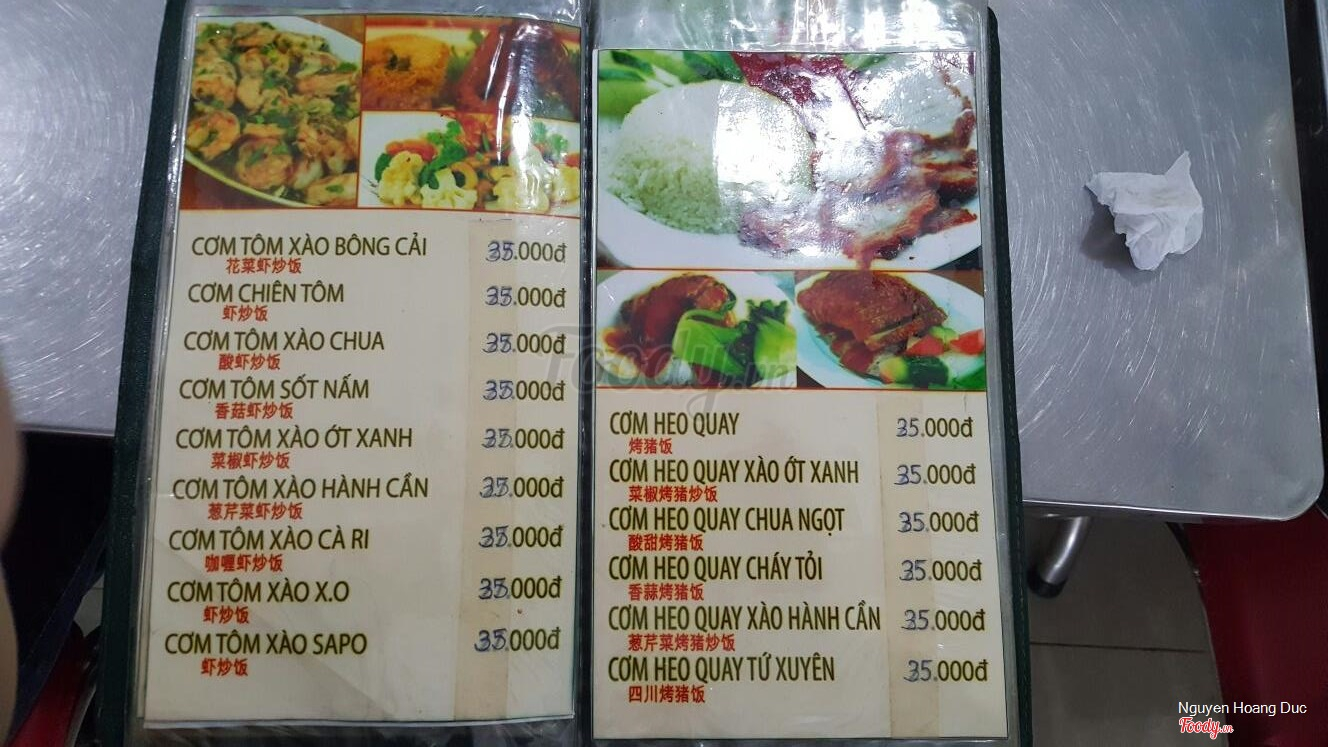 CƠM TÔM XÀO BÔNG CẢI 35.000đ
花菜虾炒饭
CƠM CHIÊN TÔM 35.000đ
虾炒饭
CƠM TÔM XÀO CHUA 35.000đ
酸虾炒饭
CƠM TÔM SỐT NẤM 35.000đ
香菇虾炒饭
CƠM TÔM XÀO ỚT XANH 35.000đ
菜椒虾炒饭
CƠM TÔM XÀO HÀNH CẦN 35.000đ
葱芹菜虾炒饭
CƠM TÔM XÀO CÀ RI 35.000đ
咖喱虾炒饭
CƠM TÔM XÀO X.O 35.000đ
虾炒饭
CƠM TÔM XÀO SAPO 35.000đ
虾炒饭
CƠM HEO QUAY 35.000đ
烤猪饭
CƠM HEO QUAY XÀO ỚT XANH 35.000đ
菜椒烤猪炒饭
CƠM HEO QUAY CHUA NGỌT 35.000đ
酸甜烤猪饭
CƠM HEO QUAY CHÁY TỎI 35.000đ
香蒜烤猪饭
CƠM HEO QUAY XÀO HÀNH CẦN 35.000đ
葱芹菜烤猪炒饭
CƠM HEO QUAY TỨ XUYÊN 35.000đ
四川烤猪饭
Foody.vn
Nguyen Hoang Duc
Foody.vn